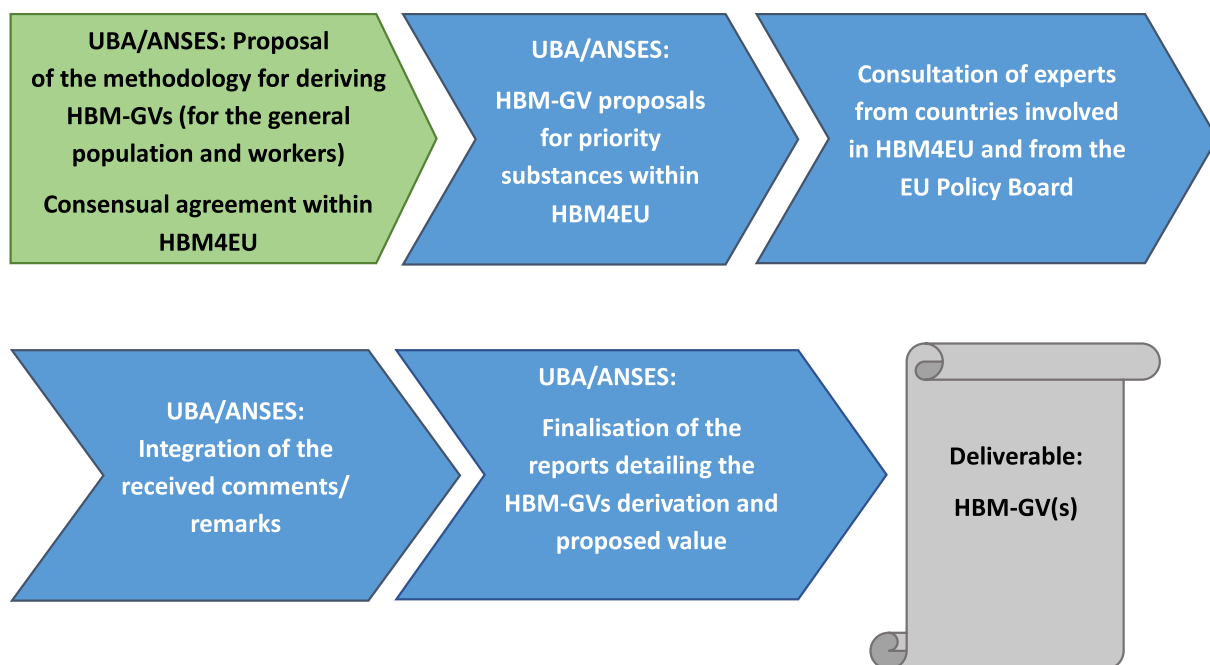 UBA/ANSES: Proposal
of the methodology for deriving
HBM-GVs (for the general
population and workers)
Consensual agreement within
HBM4EU
UBA/ANSES:
HBM-GV proposals
for priority
substances within
HBM4EU
Consultation of experts
from countries involved
in HBM4EU and from the
EU Policy Board
UBA/ANSES:
Integration of the
received comments/
remarks
UBA/ANSES:
Finalisation of the
reports detailing the
HBM-GVs derivation and
proposed value
Deliverable:
HBM-GV(s)